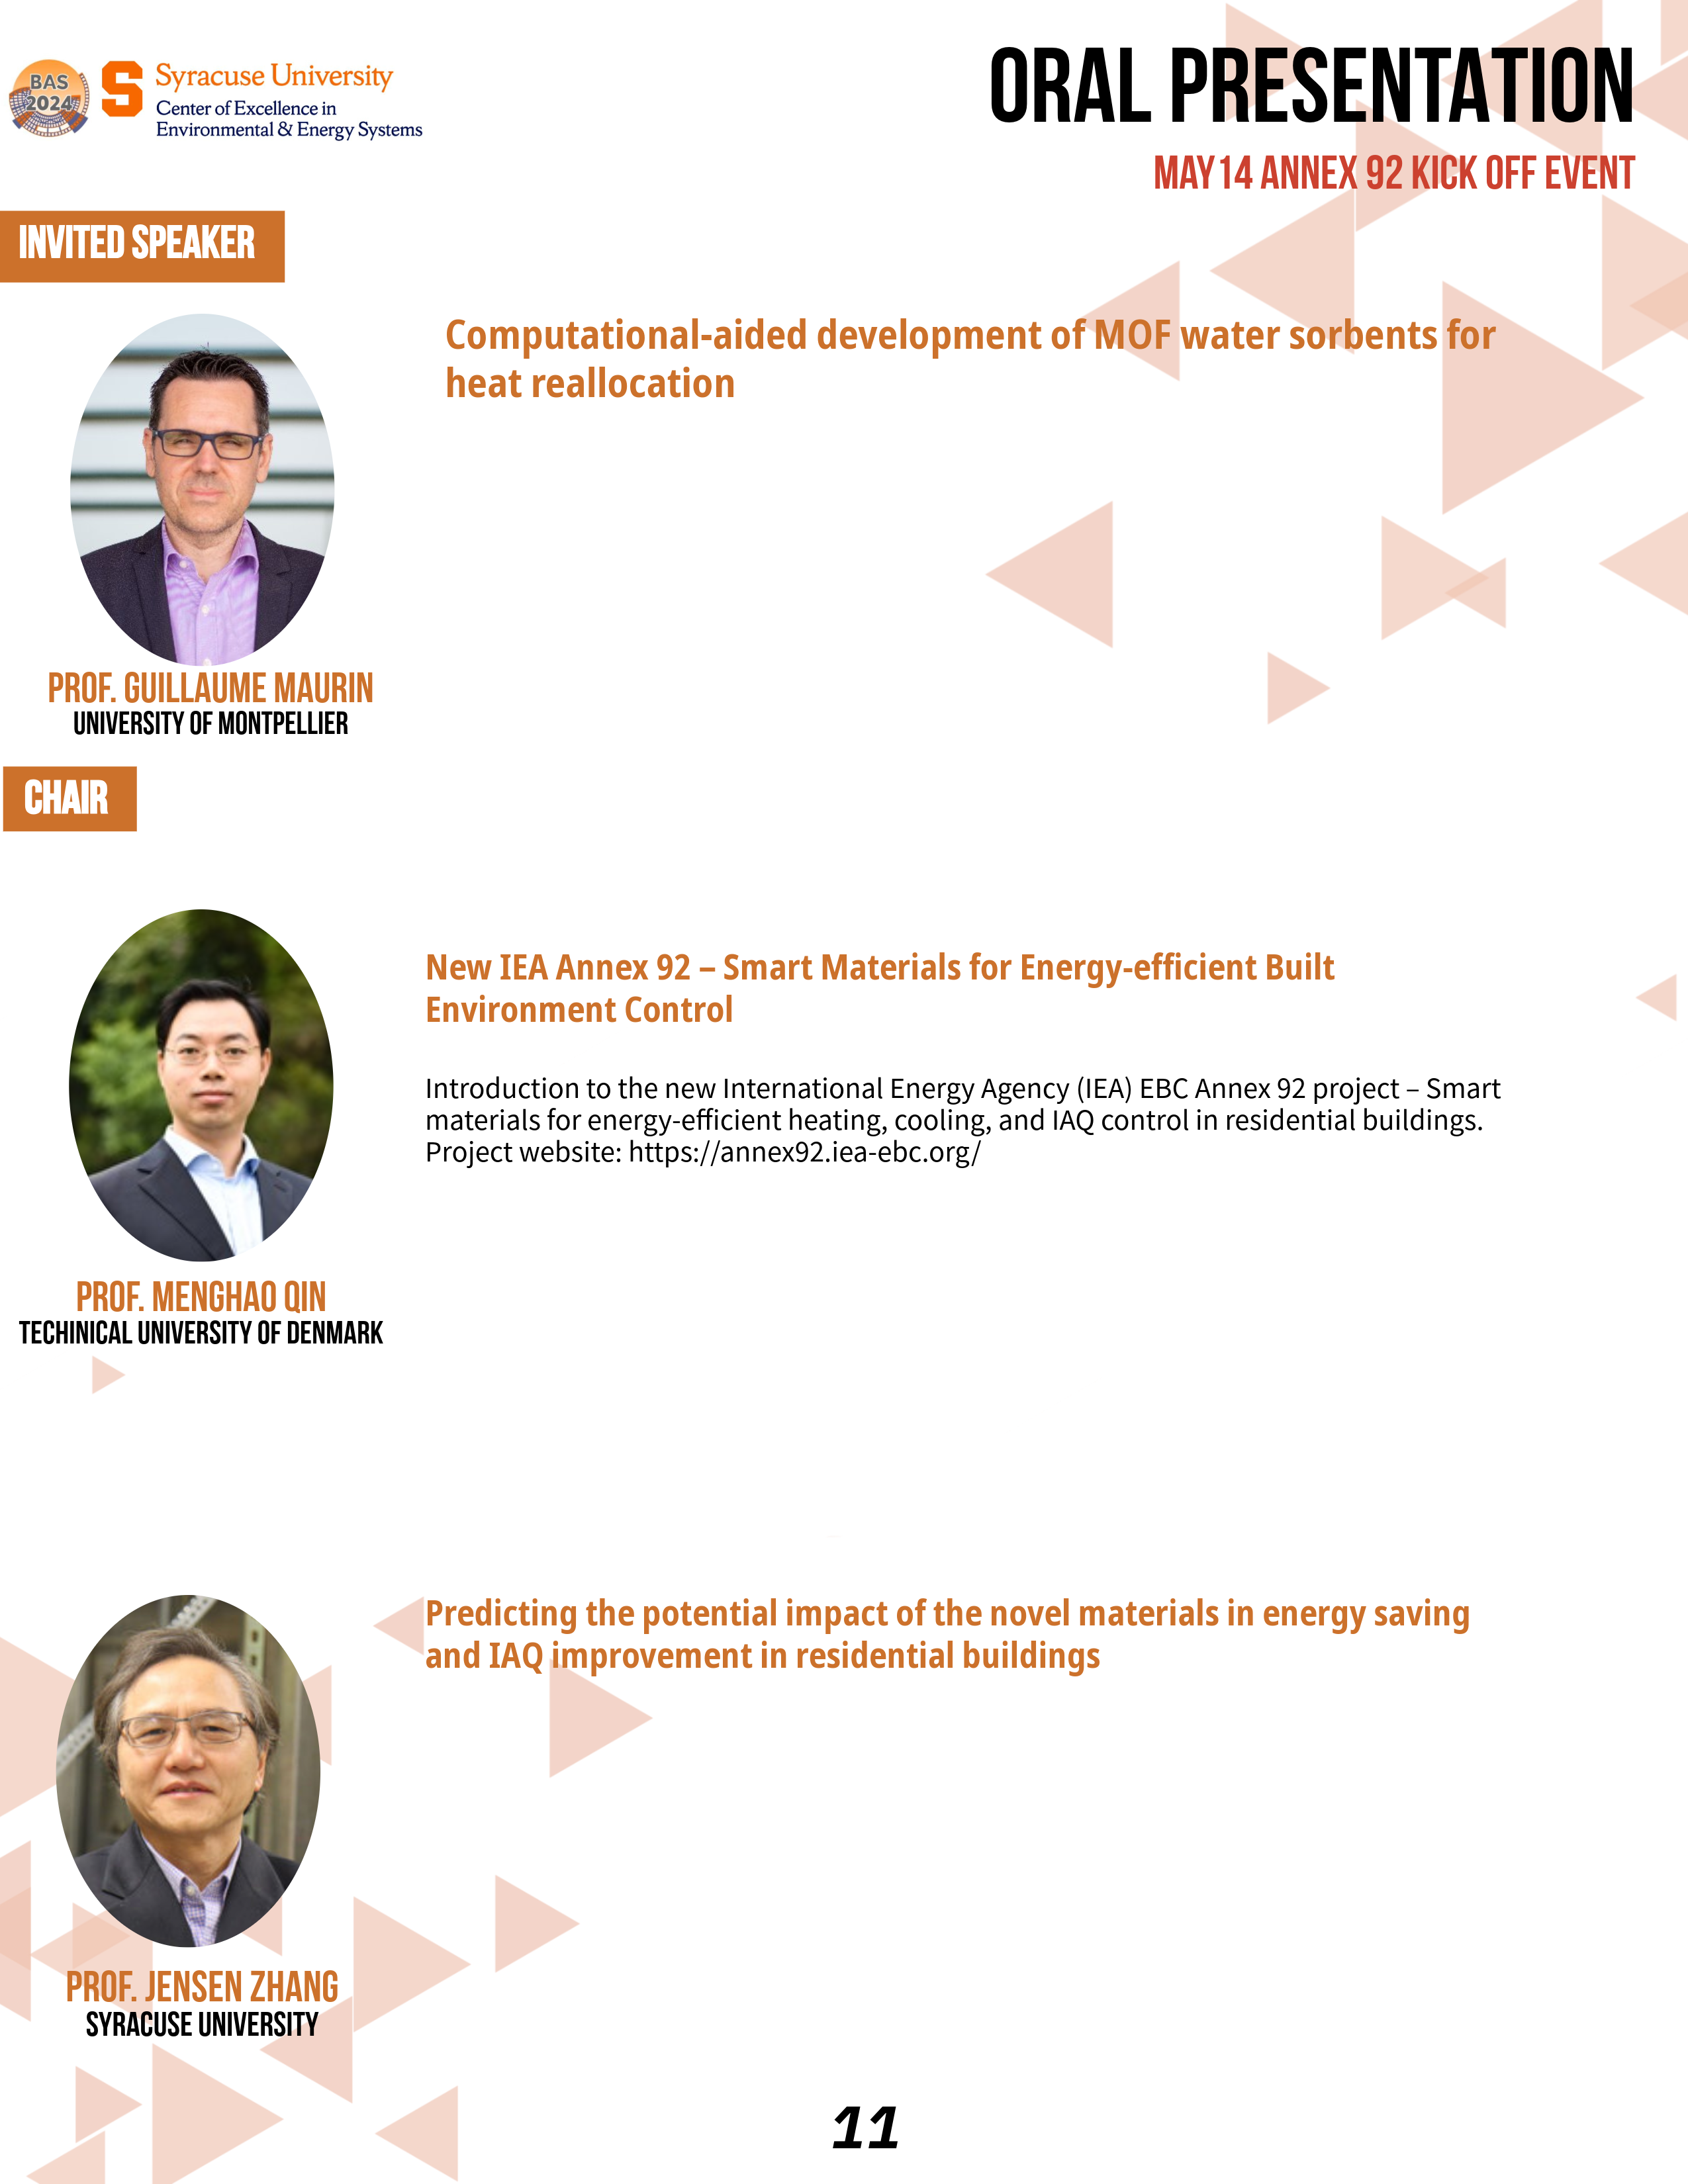 BAS
2024
S
Syracuse University
Center of Excellence in
Environmental & Energy Systems
ORAL PRESENTATION
MAY14 ANNEX 92 KICK OFF EVENT
INVITED SPEAKER
Computational-aided development of MOF water sorbents for
heat reallocation
PROF. GUILLAUME MAURIN
UNIVERSITY OF MONTPELLIER
CHAIR
New IEA Annex 92 – Smart Materials for Energy-efficient Built
Environment Control
Introduction to the new International Energy Agency (IEA) EBC Annex 92 project – Smart
materials for energy-efficient heating, cooling, and IAQ control in residential buildings.
Project website: https://annex92.iea-ebc.org/
PROF. MENGHAO QIN
TECHINICAL UNIVERSITY OF DENMARK
Predicting the potential impact of the novel materials in energy saving
and IAQ improvement in residential buildings
PROF. JENSEN ZHANG
SYRACUSE UNIVERSITY
11